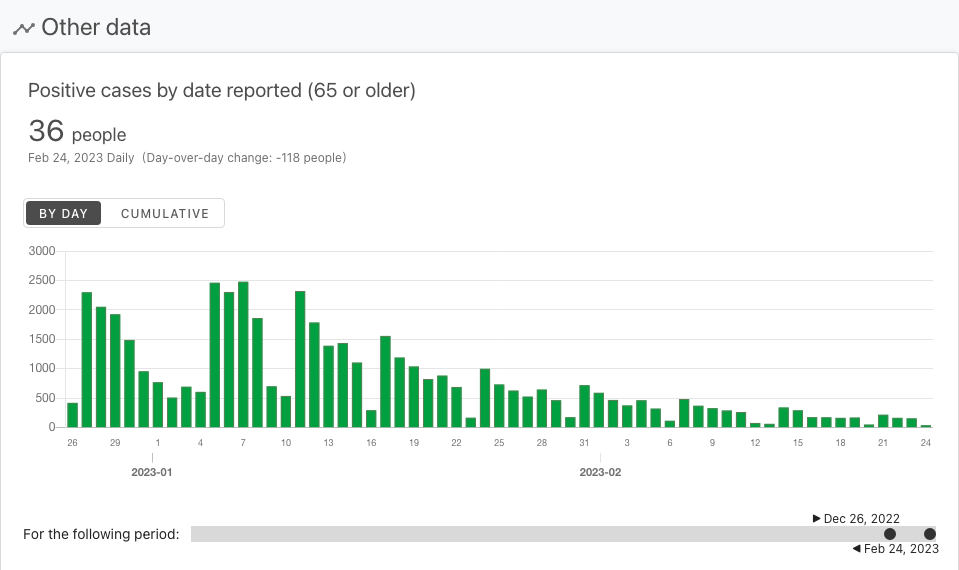 Other data
Positive cases by date reported (65 or older)
36 people
Feb 24, 2023 Daily (Day-over-day change: -118 people)
BY DAY CUMULATIVE
3000
2500
2000
1500
1000
500
0
26 29 1 4 7 10 13 16 19 22 25 28 31 3 6 9 12 15 18 21 24
2023-01 2023-02
Dec 26, 2022
For the following period:
Feb 24, 2023